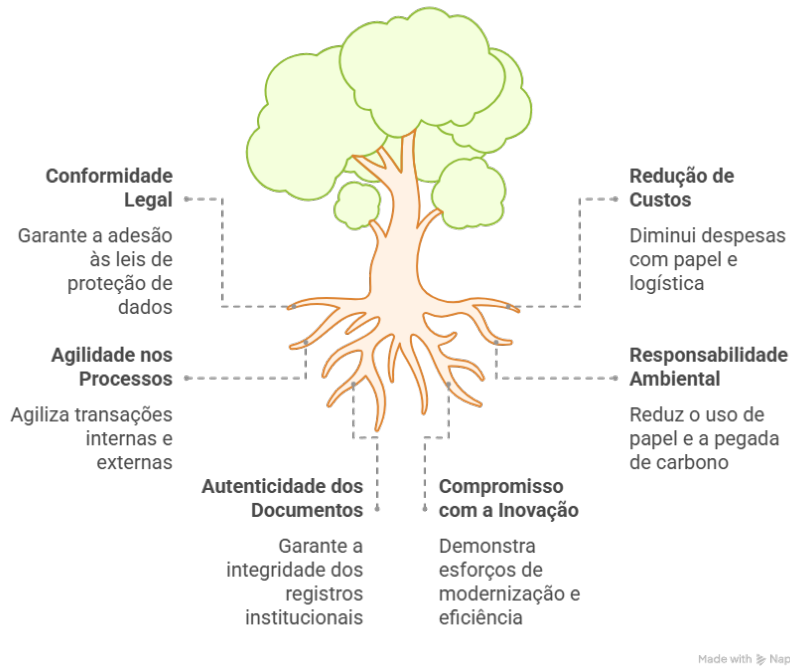 Conformidade
Legal
Garante a adesão
às leis de
proteção de
dados
Redução de
Custos
Diminui despesas
com papel e
logística
Agilidade nos
Processos
Agiliza transações
internas e
externas
Responsabilidade
Ambiental
Reduz o uso de
papel e a pegada
de carbono
Autenticidade dos
Documentos
Garante a
integridade dos
registros
institucionais
Compromisso
com a Inovação
Demonstra
esforços de
modernização e
eficiência
Made with Nap